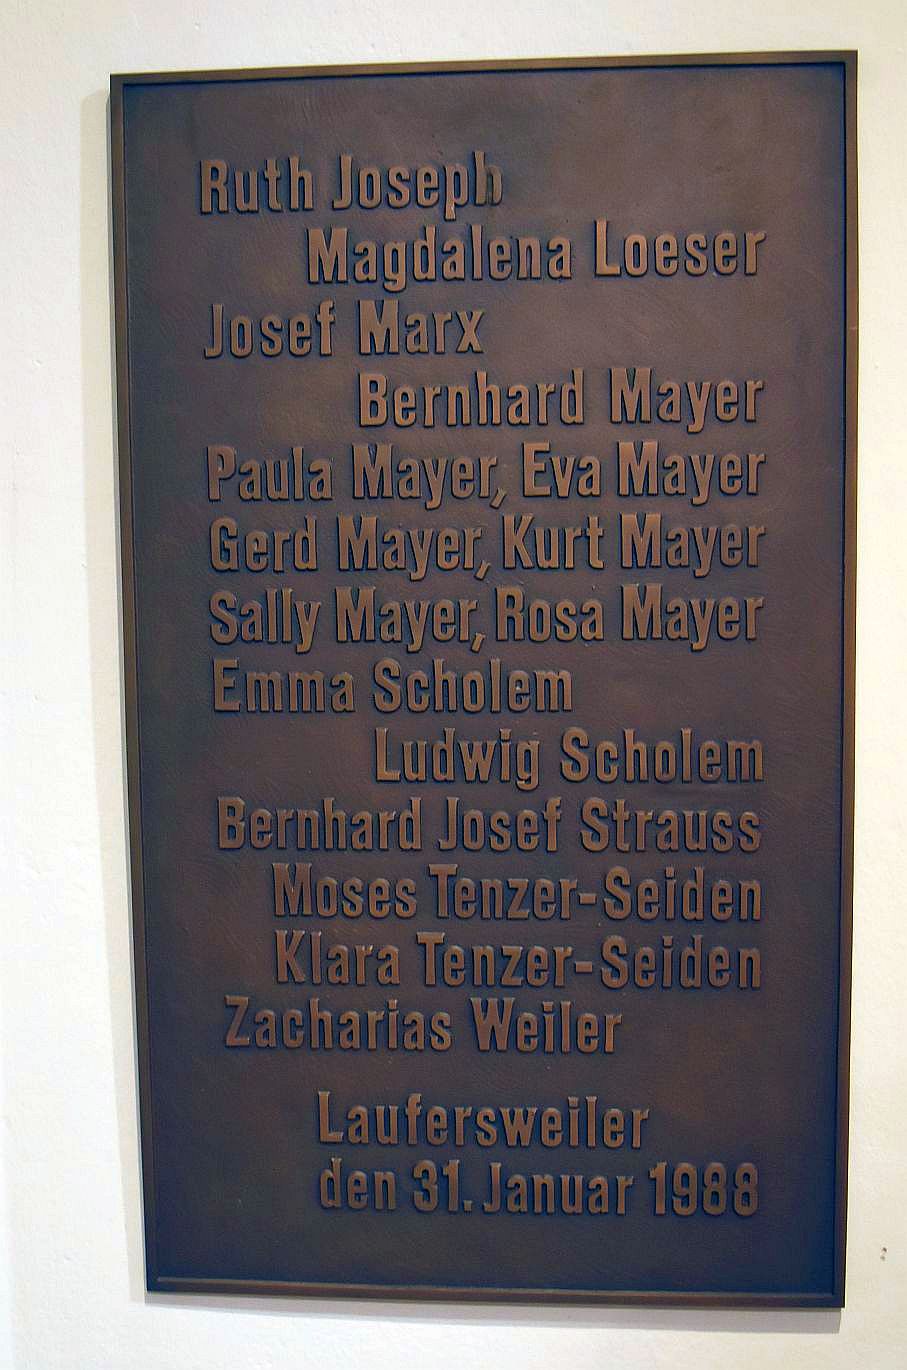 Ruth Joseph
Magdalena Loeser
Josef Marx
Bernhard Mayer
Paula Mayer, Eva Mayer
Gerd Mayer, Kurt Mayer
Sally Mayer, Rosa Mayer
Emma Scholem
Ludwig Scholem
Bernhard Josef Strauss
Moses Tenzer-Seiden
Klara Tenzer-Seiden
Zacharias Weiler
Laufersweiler
den 31. Januar 1988